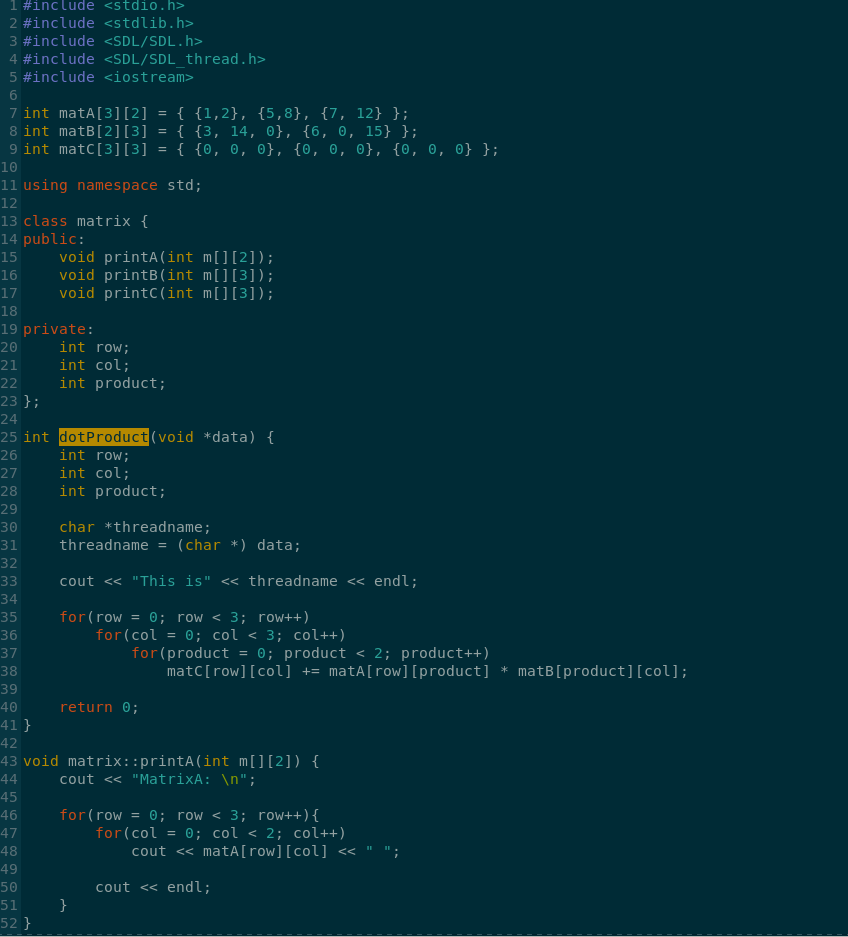 1 #include <stdio.h>
2 #include <stdlib.h>
3 #include <SDL/SDL.h>
4 #include <SDL/SDL_thread.h>
5 #include <iostream>
6
7 int matA[3][2] = { {1,2}, {5,8}, {7, 12} };
8 int matB[2][3] = { {3, 14, 0}, {6, 0, 15} };
9 int matC[3][3] = { {0, 0, 0}, {0, 0, 0}, {0, 0, 0} };
10
11 using namespace std;
12
13 class matrix {
14 public:
15     void printA(int m[][2]);
16     void printB(int m[][3]);
17     void printC(int m[][3]);
18
19 private:
20     int row;
21     int col;
22     int product;
23 };
24
25 int dotProduct(void *data) {
26     int row;
27     int col;
28     int product;
29
30     char *threadname;
31     threadname = (char *) data;
32
33     cout << "This is" << threadname << endl;
34
35     for(row = 0; row < 3; row++)
36         for(col = 0; col < 3; col++)
37             for(product = 0; product < 2; product++)
38                 matC[row][col] += matA[row][product] * matB[product][col];
39
40     return 0;
41 }
42
43 void matrix::printA(int m[][2]) {
44     cout << "MatrixA: \n";
45
46     for(row = 0; row < 3; row++){
47         for(col = 0; col < 2; col++)
48             cout << matA[row][col] << " ";
49
50         cout << endl;
51     }
52 }